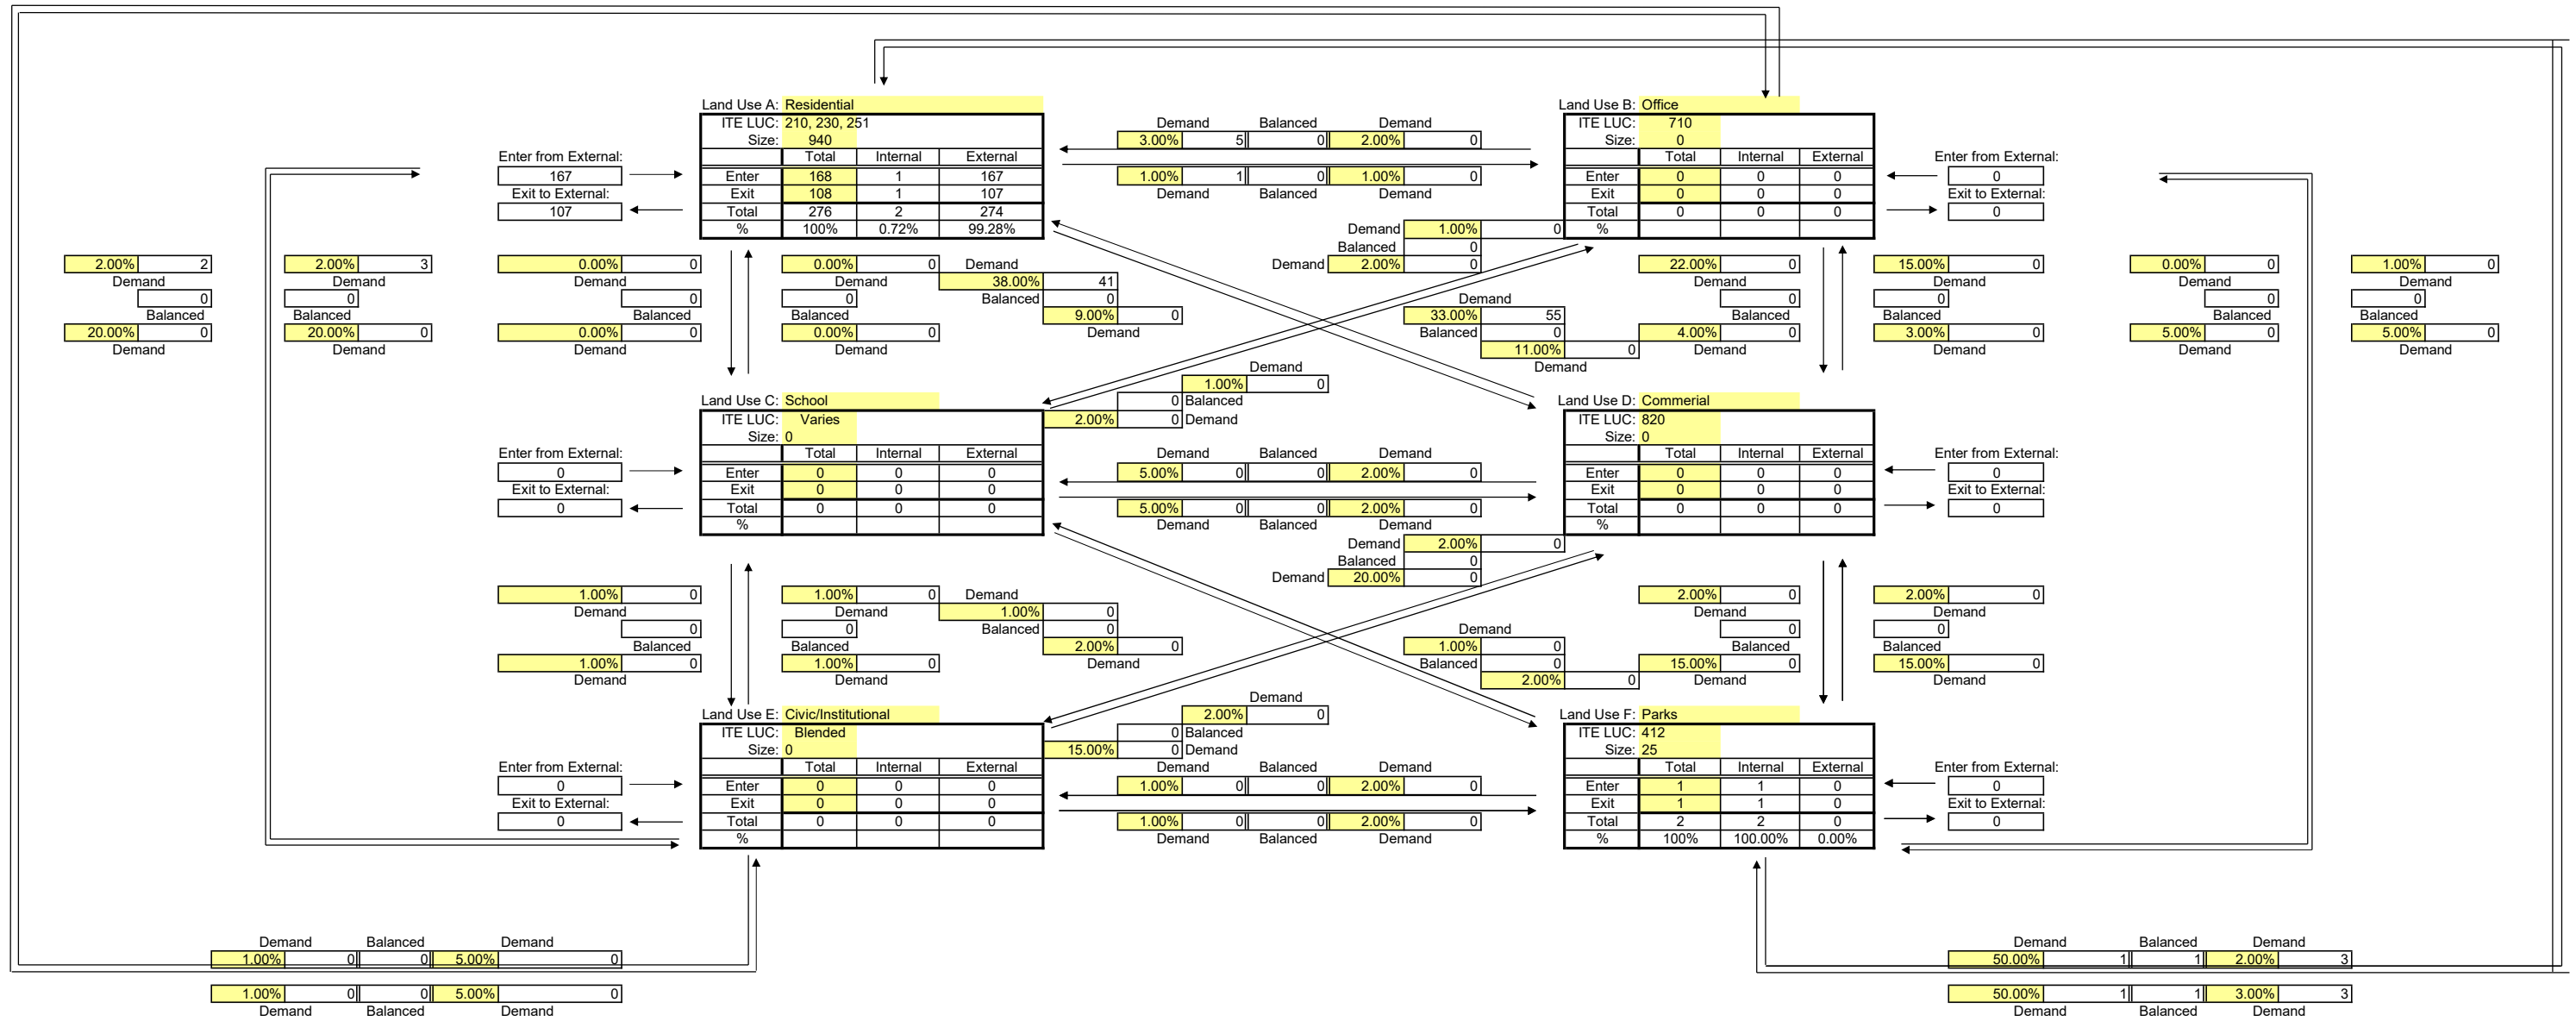 Land Use A: Residential
ITE LUC: 210, 230, 251
Size: 940
Total Internal External
Enter 168 1 167
Exit 108 1 107
Total 276 2 274
% 100% 0.72% 99.28%
Enter from External:
167
Exit to External:
107
Demand Balanced Demand
3.00% 5 0 2.00% 0
1.00% 1 0 1.00% 0
Demand Balanced Demand
Land Use B: Office
ITE LUC: 710
Size: 0
Total Internal External
Enter 0 0 0
Exit 0 0 0
Total 0 0 0
%
Enter from External:
0
Exit to External:
0
Demand 1.00% 0
Balanced 0
Demand 2.00% 0
2.00% 2
Demand
0
Balanced
20.00% 0
Demand
2.00% 3
Demand
0
Balanced
20.00% 0
Demand
0.00% 0
Demand
0
Balanced
0.00% 0
Demand
0.00% 0
Demand
0
Balanced
0.00% 0
Demand
Demand
38.00% 41
Balanced 0
9.00% 0
Demand
Demand
33.00% 55
Balanced 0
11.00% 0
Demand
22.00% 0
Demand
0
Balanced
4.00% 0
Demand
15.00% 0
Demand
0
Balanced
3.00% 0
Demand
0.00% 0
Demand
0
Balanced
5.00% 0
Demand
1.00% 0
Demand
0
Balanced
5.00% 0
Demand
Demand
1.00% 0
0 Balanced
2.00% 0 Demand
Land Use C: School
ITE LUC: Varies
Size: 0
Total Internal External
Enter 0 0 0
Exit 0 0 0
Total 0 0 0
%
Enter from External:
0
Exit to External:
0
Demand Balanced Demand
5.00% 0 0 2.00% 0
5.00% 0 0 2.00% 0
Demand Balanced Demand
Land Use D: Commerial
ITE LUC: 820
Size: 0
Total Internal External
Enter 0 0 0
Exit 0 0 0
Total 0 0 0
%
Enter from External:
0
Exit to External:
0
Demand 2.00% 0
Balanced 0
Demand 20.00% 0
1.00% 0
Demand
0
Balanced
1.00% 0
Demand
1.00% 0
Demand
0
Balanced
1.00% 0
Demand
Demand
1.00% 0
Balanced 0
2.00% 0
Demand
Demand
1.00% 0
Balanced 0
2.00% 0
2.00% 0
Demand
0
Balanced
15.00% 0
Demand
2.00% 0
Demand
0
Balanced
15.00% 0
Demand
Demand
2.00% 0
0 Balanced
15.00% 0 Demand
Land Use E: Civic/Institutional
ITE LUC: Blended
Size: 0
Total Internal External
Enter 0 0 0
Exit 0 0 0
Total 0 0 0
%
Enter from External:
0
Exit to External:
0
Demand Balanced Demand
1.00% 0 0 2.00% 0
1.00% 0 0 2.00% 0
Demand Balanced Demand
Land Use F: Parks
ITE LUC: 412
Size: 25
Total Internal External
Enter 1 1 0
Exit 1 1 0
Total 2 2 0
% 100% 100.00% 0.00%
Enter from External:
0
Exit to External:
0
Demand Balanced Demand
1.00% 0 0 5.00% 0
1.00% 0 0 5.00% 0
Demand Balanced Demand
Demand Balanced Demand
50.00% 1 1 2.00% 3
50.00% 1 1 3.00% 3
Demand Balanced Demand